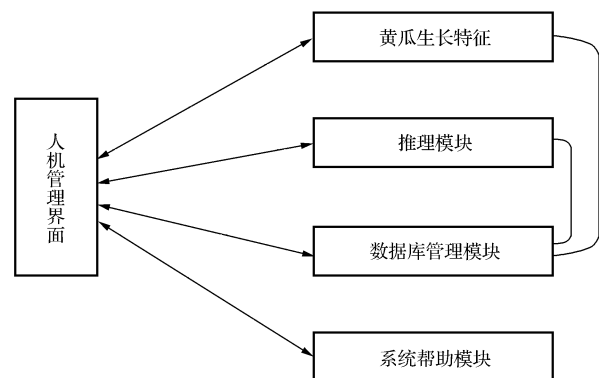 人机管理界面
黄瓜生长特征
推理模块
数据库管理模块
系统帮助模块